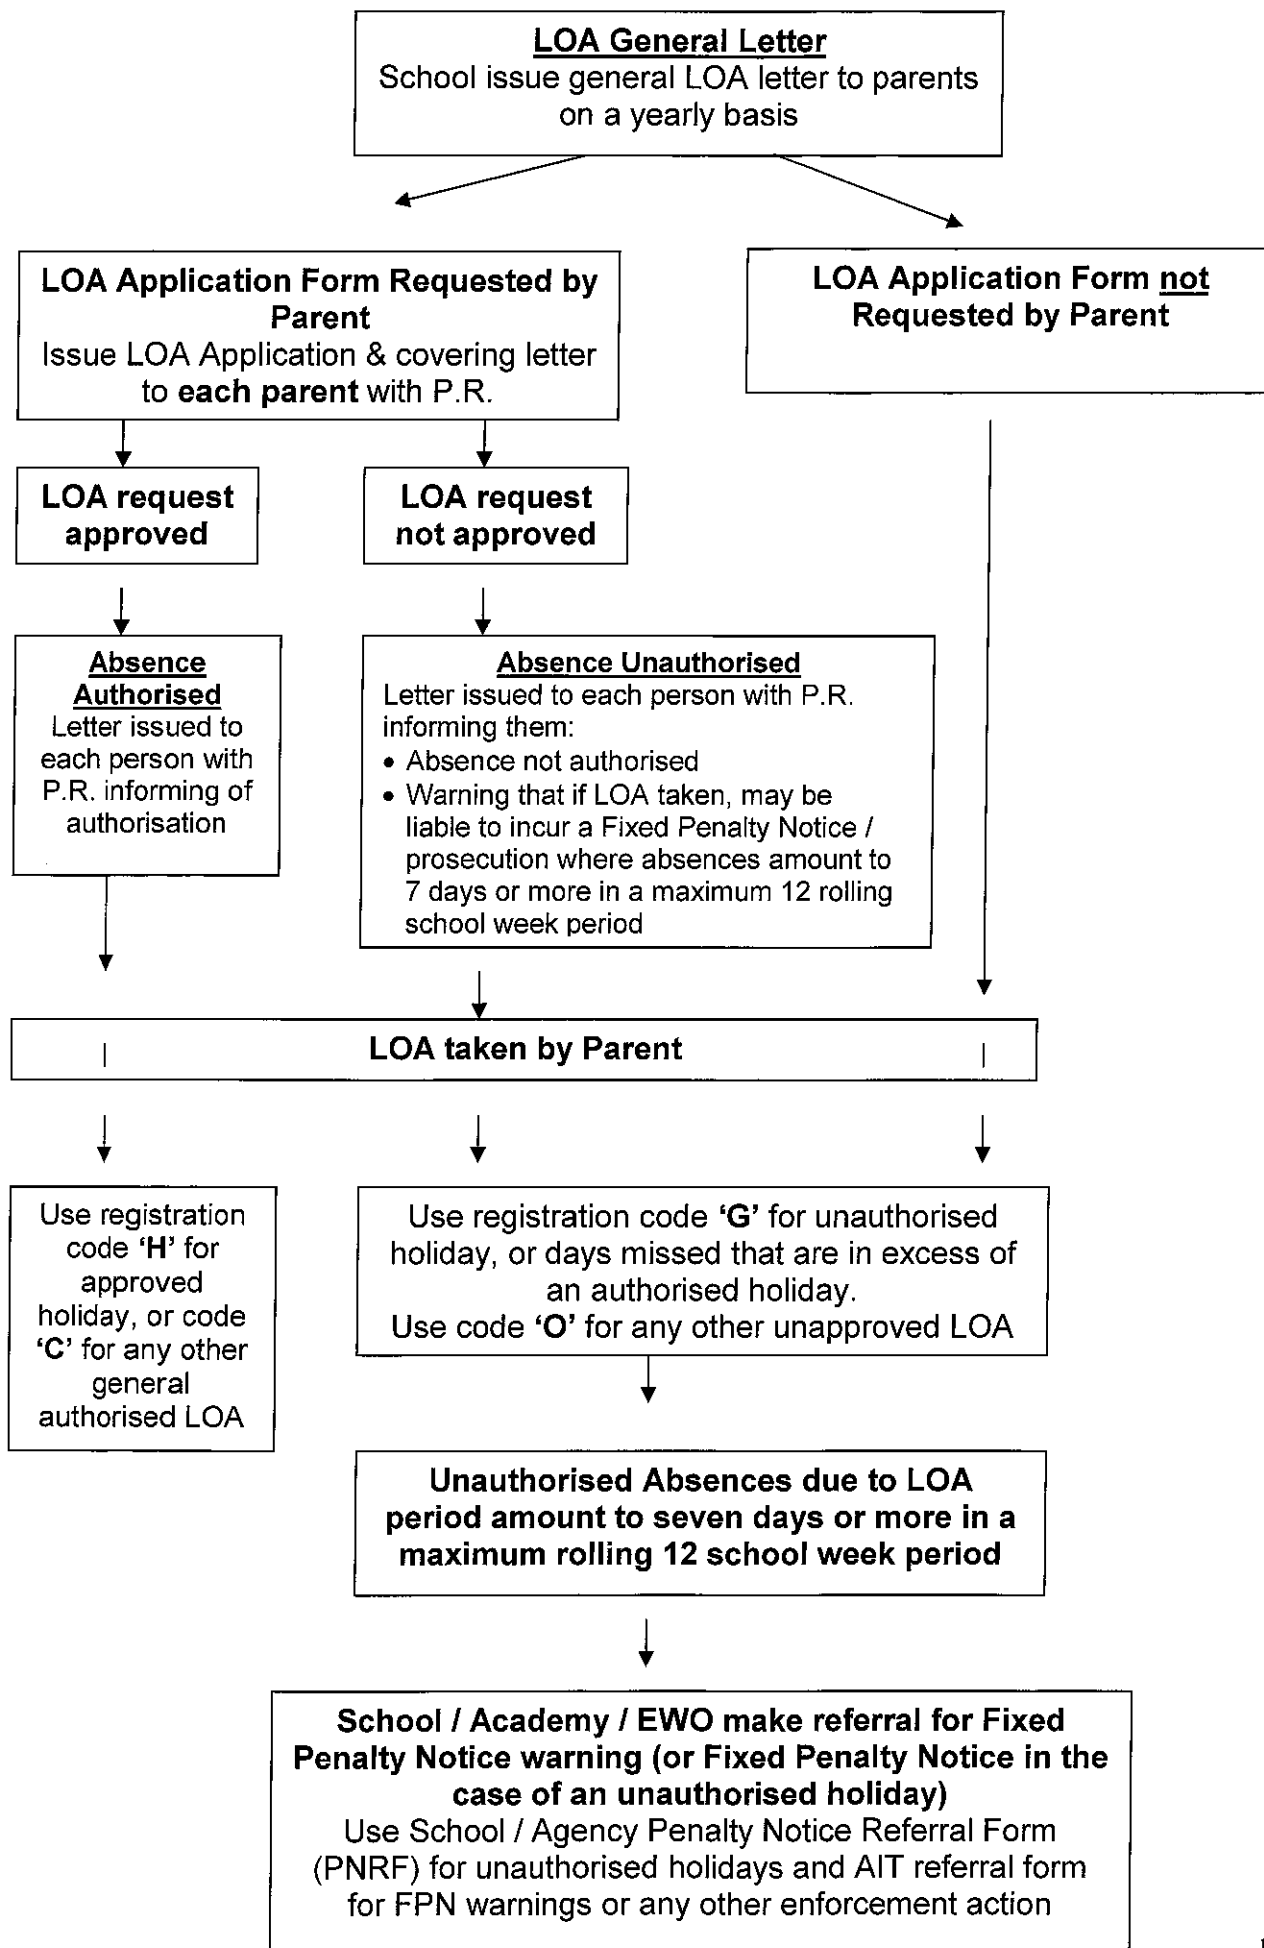 LOA General Letter
School issue general LOA letter to parents
on a yearly basis
LOA Application Form Requested by
Parent
Issue LOA Application & covering letter
to each parent with P.R.
LOA Application Form not
Requested by Parent
LOA request
approved
LOA request
not approved
Absence
Authorised
Letter issued to
each person with
P.R. informing of
authorisation
Absence Unauthorised
Letter issued to each person with P.R.
informing them:
• Absence not authorised
• Warning that if LOA taken, may be
liable to incur a Fixed Penalty Notice /
prosecution where absences amount to
7 days or more in a maximum 12 rolling
school week period
LOA taken by Parent
Use registration
code ‘H’ for
approved
holiday, or code
‘C’ for any other
general
authorised LOA
Use registration code ‘G’ for unauthorised
holiday, or days missed that are in excess of
an authorised holiday.
Use code ‘O’ for any other unapproved LOA
Unauthorised Absences due to LOA
period amount to seven days or more in a
maximum rolling 12 school week period
School / Academy / EWO make referral for Fixed
Penalty Notice warning (or Fixed Penalty Notice in the
case of an unauthorised holiday)
Use School / Agency Penalty Notice Referral Form
(PNRF) for unauthorised holidays and AIT referral form
for FPN warnings or any other enforcement action